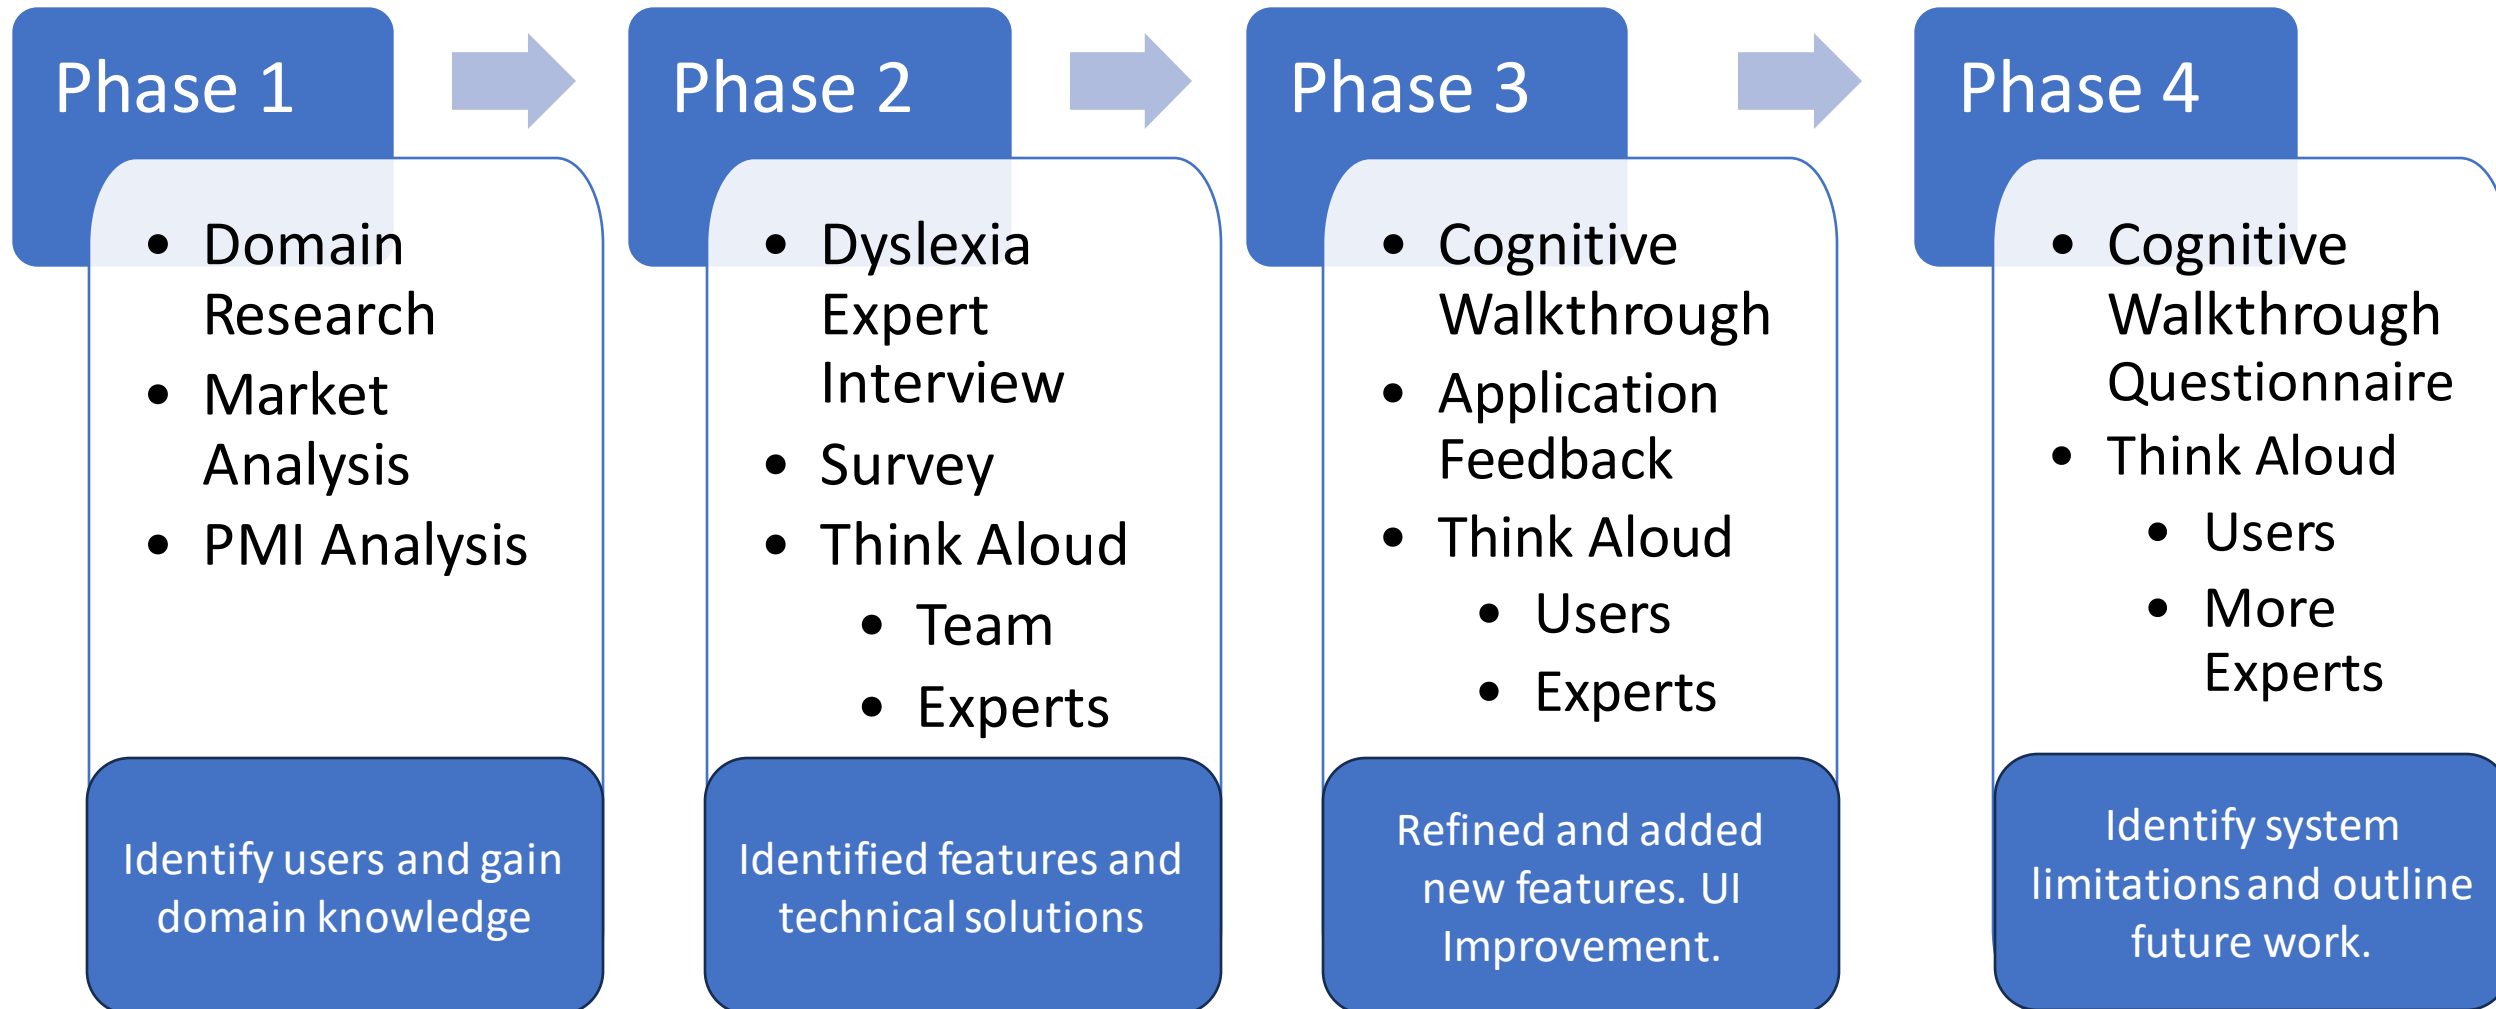 Phase 1
Domain
Research
Market
Analysis
PMI Analysis
Identify users and gain
domain knowledge
Phase 2
Dyslexia
Expert
Interview
Survey
Think Aloud
Team
Experts
Identified features and
technical solutions
Phase 3
Cognitive
Walkthrough
Application
Feedback
Think Aloud
Users
Experts
Refined and added
new features. UI
Improvement.
Phase 4
Cognitive
Walkthrough
Questionnaire
Think Aloud
Users
More
Experts
Identify system
limitations and outline
future work.